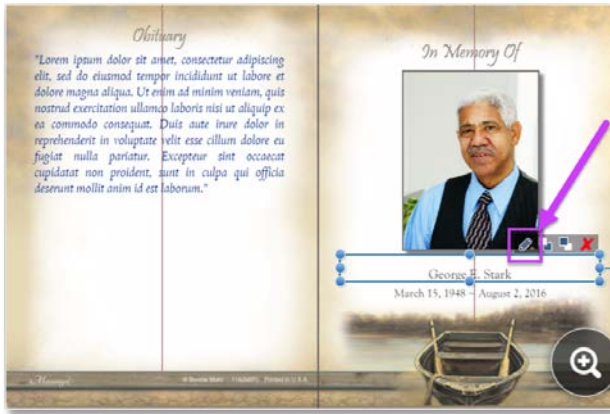 Obituary
"Lorem ipsum dolor sit amet, consectetur adipiscing
elit, sed do eiusmod tempor incididunt ut labore et
dolore magna aliqua. Ut enim ad minim veniam, quis
nostrud exercitation ullamco laboris nisi ut aliquip ex
ea commodo consequat. Duis aute irure dolor in
reprehenderit in voluptate velit esse cillum dolore eu
fugiat nulla pariatur. Excepteur sint occaecat
cupidatat non proident, sunt in culpa qui officia
deserunt mollit anim id est laborum."
In Memory Of
George E. Stark
March 15, 1948 ~ August 2, 2016
Printed in U.S.A.